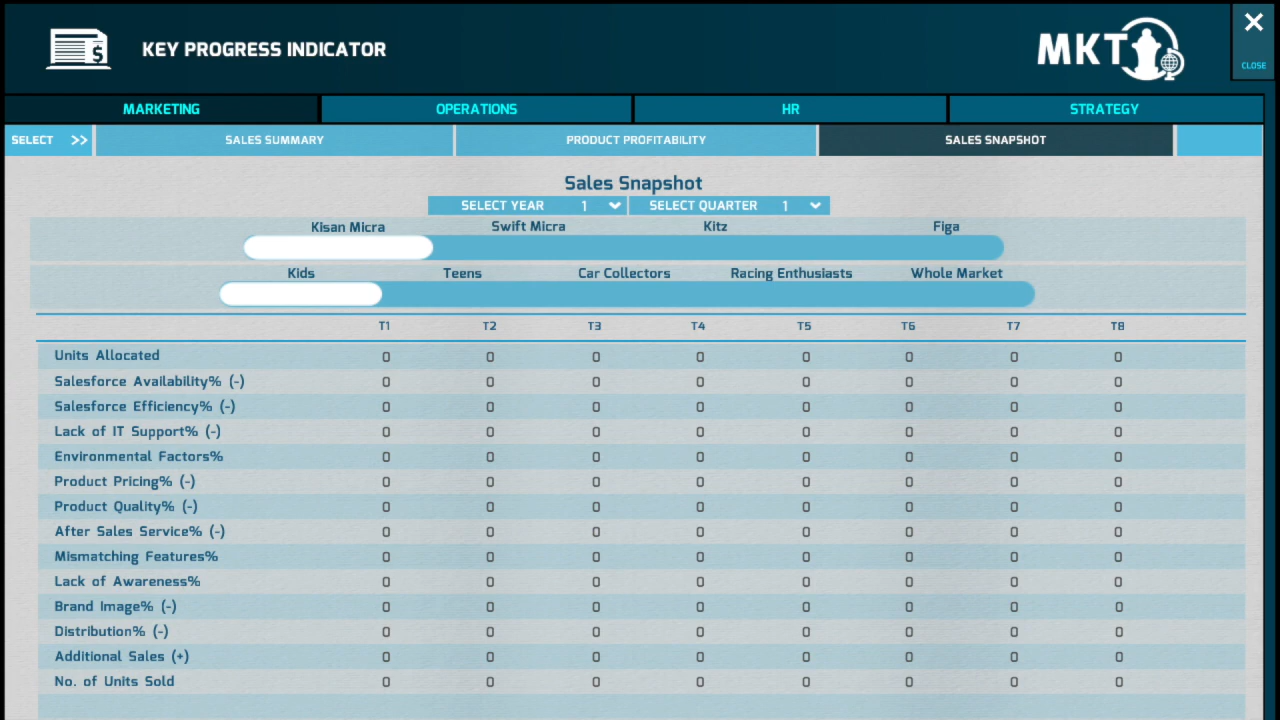 KEY PROGRESS INDICATOR
MKT
CLOSE
MARKETING OPERATIONS HR STRATEGY
SELECT >> SALES SUMMARY PRODUCT PROFITABILITY SALES SNAPSHOT
Sales Snapshot
SELECT YEAR 1 SELECT QUARTER 1
Kisan Micra Swift Micra Kitz Figa
Kids Teens Car Collectors Racing Enthusiasts Whole Market
T1 T2 T3 T4 T5 T6 T7 T8
Units Allocated 0 0 0 0 0 0 0 0
Salesforce Availability% (-) 0 0 0 0 0 0 0 0
Salesforce Efficiency% (-) 0 0 0 0 0 0 0 0
Lack of IT Support% (-) 0 0 0 0 0 0 0 0
Environmental Factors% 0 0 0 0 0 0 0 0
Product Pricing% (-) 0 0 0 0 0 0 0 0
Product Quality% (-) 0 0 0 0 0 0 0 0
After Sales Service% (-) 0 0 0 0 0 0 0 0
Mismatching Features% 0 0 0 0 0 0 0 0
Lack of Awareness% 0 0 0 0 0 0 0 0
Brand Image% (-) 0 0 0 0 0 0 0 0
Distribution% (-) 0 0 0 0 0 0 0 0
Additional Sales (+) 0 0 0 0 0 0 0 0
No. of Units Sold 0 0 0 0 0 0 0 0